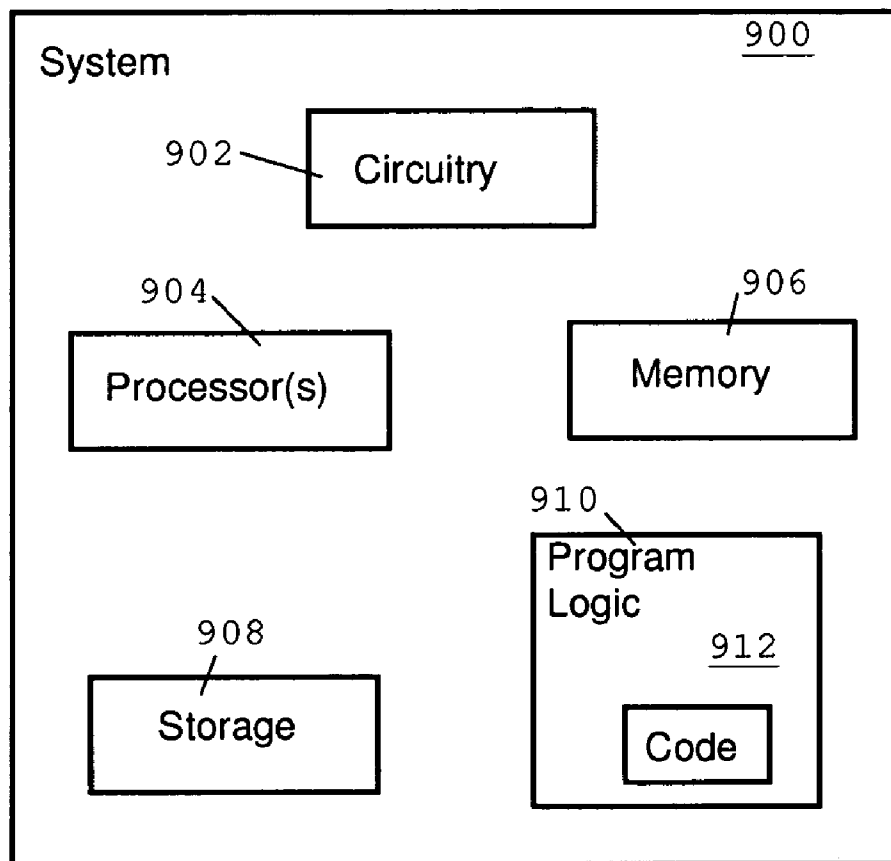 900
System
902
Circuitry
904
906
Processor(s)
Memory
910
Program
Logic
908
912
Storage
Code